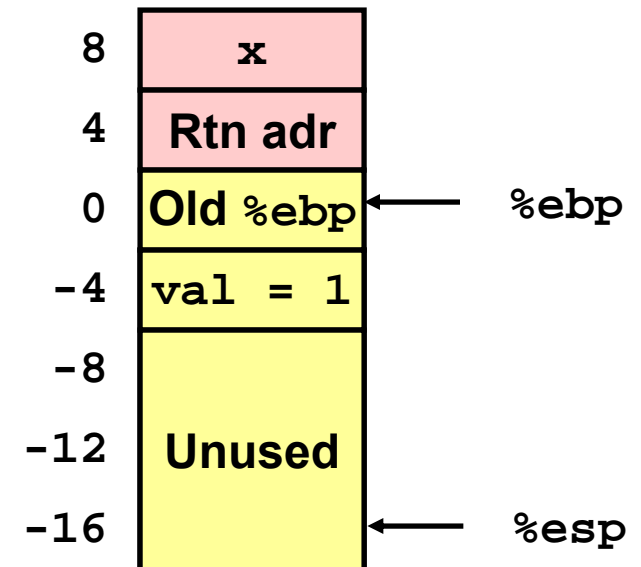 8 x
4 Rtn adr
0 Old %ebp %ebp
-4 val = 1
-8
-12 Unused
-16 %esp